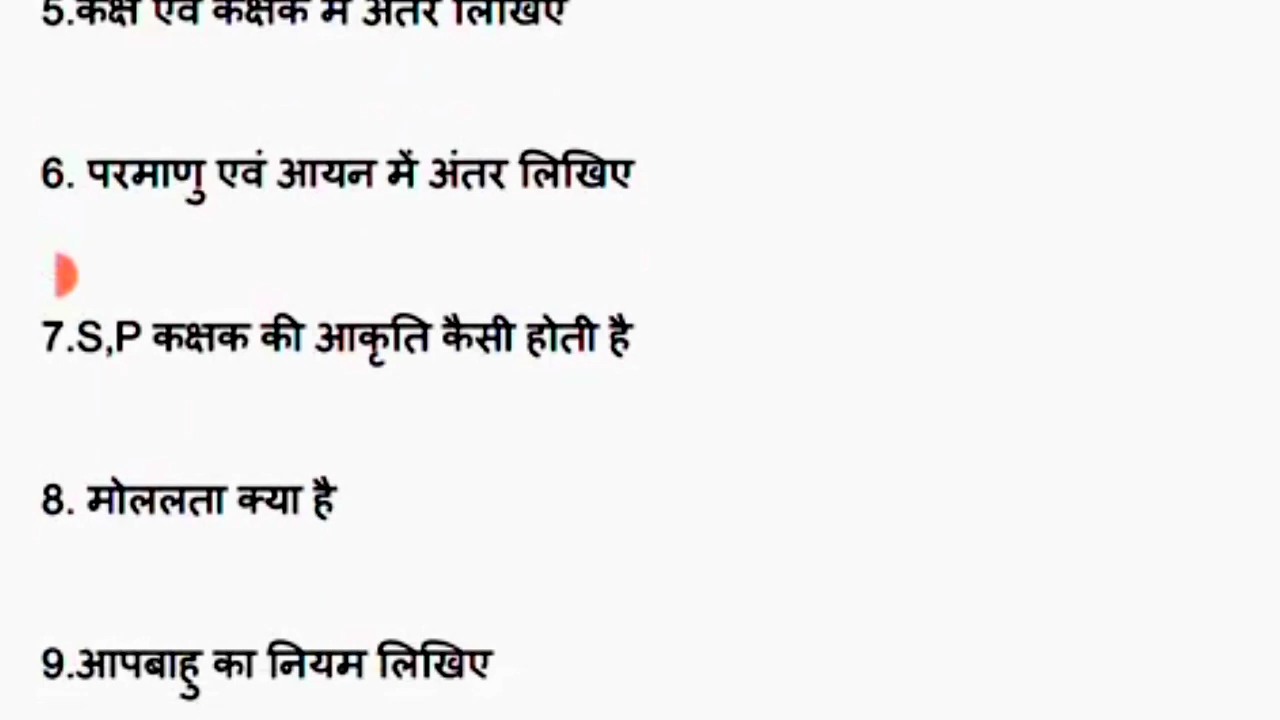 5.कक्ष एवं कक्षक में अंतर लिखिए
6. परमाणु एवं आयन में अंतर लिखिए
7.S,P कक्षक की आकृति कैसी होती है
8. मोललता क्या है
9.आपबाहु का नियम लिखिए